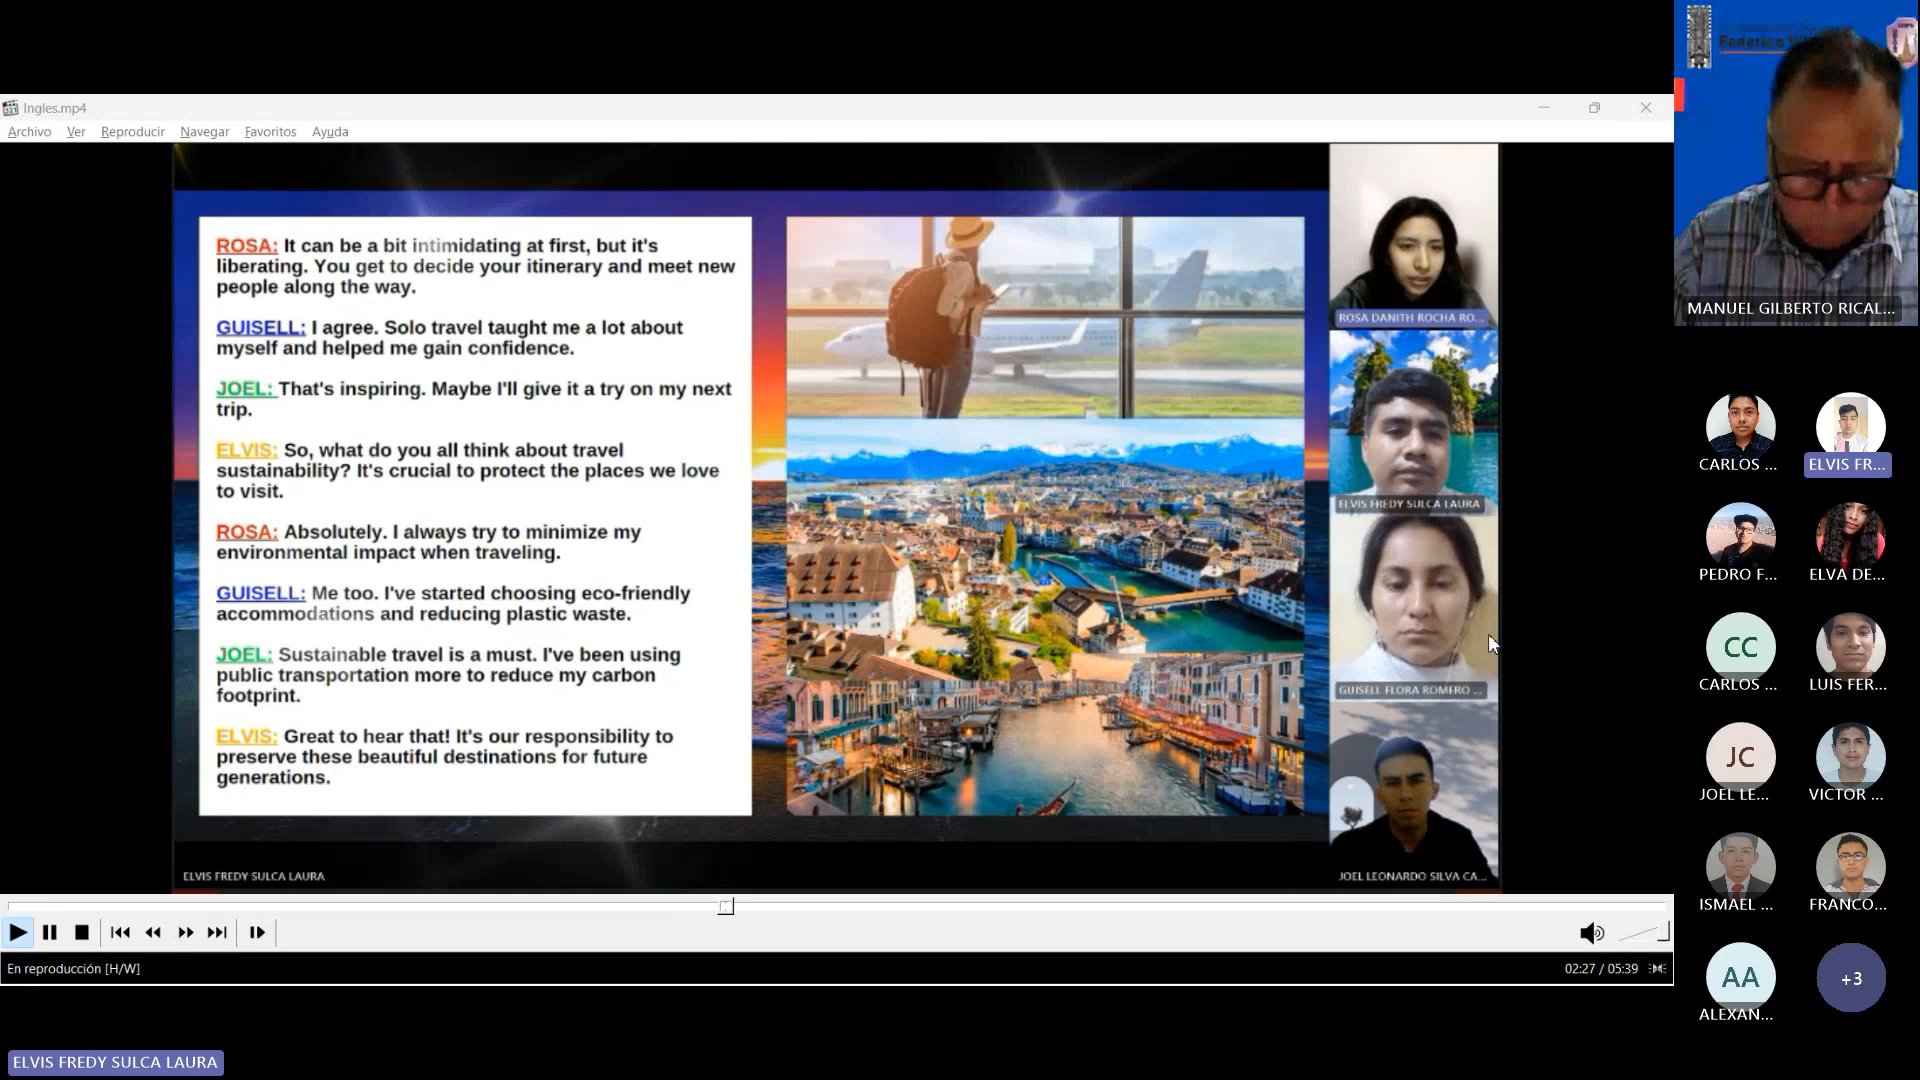 Federico
MANUEL GILBERTO RICAL...
Ingles.mp4
Archivo Ver Reproducir Navegar Favoritos Ayuda
ROSA: It can be a bit intimidating at first, but it's
liberating. You get to decide your itinerary and meet new
people along the way.
GUISELL: I agree. Solo travel taught me a lot about
myself and helped me gain confidence.
JOEL: That's inspiring. Maybe I'll give it a try on my next
trip.
ELVIS: So, what do you all think about travel
sustainability? It's crucial to protect the places we love
to visit.
ROSA: Absolutely. I always try to minimize my
environmental impact when traveling.
GUISELL: Me too. I've started choosing eco-friendly
accommodations and reducing plastic waste.
JOEL: Sustainable travel is a must. I've been using
public transportation more to reduce my carbon
footprint.
ELVIS: Great to hear that! It's our responsibility to
preserve these beautiful destinations for future
generations.
ROSA DANITH ROCHA RO...
ELVIS FREDY SULCA LAURA
GUISELL FLORA ROMERO ...
JOEL LEONARDO SILVA CA...
ELVIS FREDY SULCA LAURA
En reproducción [H/W]
02:27 / 05:39
CARLOS ...
ELVIS FR...
PEDRO F...
ELVA DE...
CC
CARLOS ...
LUIS FER...
JC
JOEL LE...
VICTOR ...
ISMAEL ...
FRANCO...
AA
ALEXAN...
+3
ELVIS FREDY SULCA LAURA